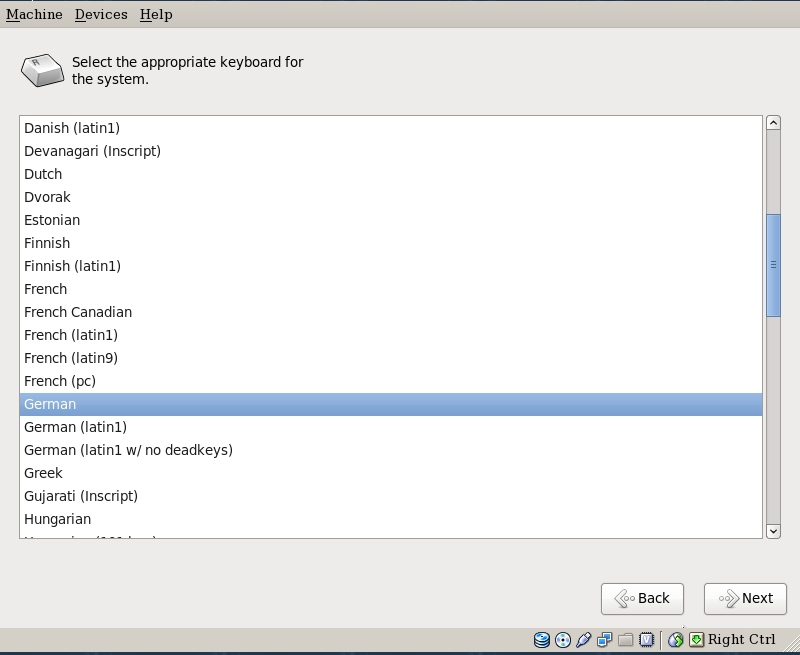 Machine Devices Help
Select the appropriate keyboard for
the system.
Danish (latin1)
Devanagari (Inscript)
Dutch
Dvorak
Estonian
Finnish
Finnish (latin1)
French
French Canadian
French (latin1)
French (latin9)
French (pc)
German
German (latin1)
German (latin1 w/ no deadkeys)
Greek
Gujarati (Inscript)
Hungarian
Back
Next
Right Ctrl